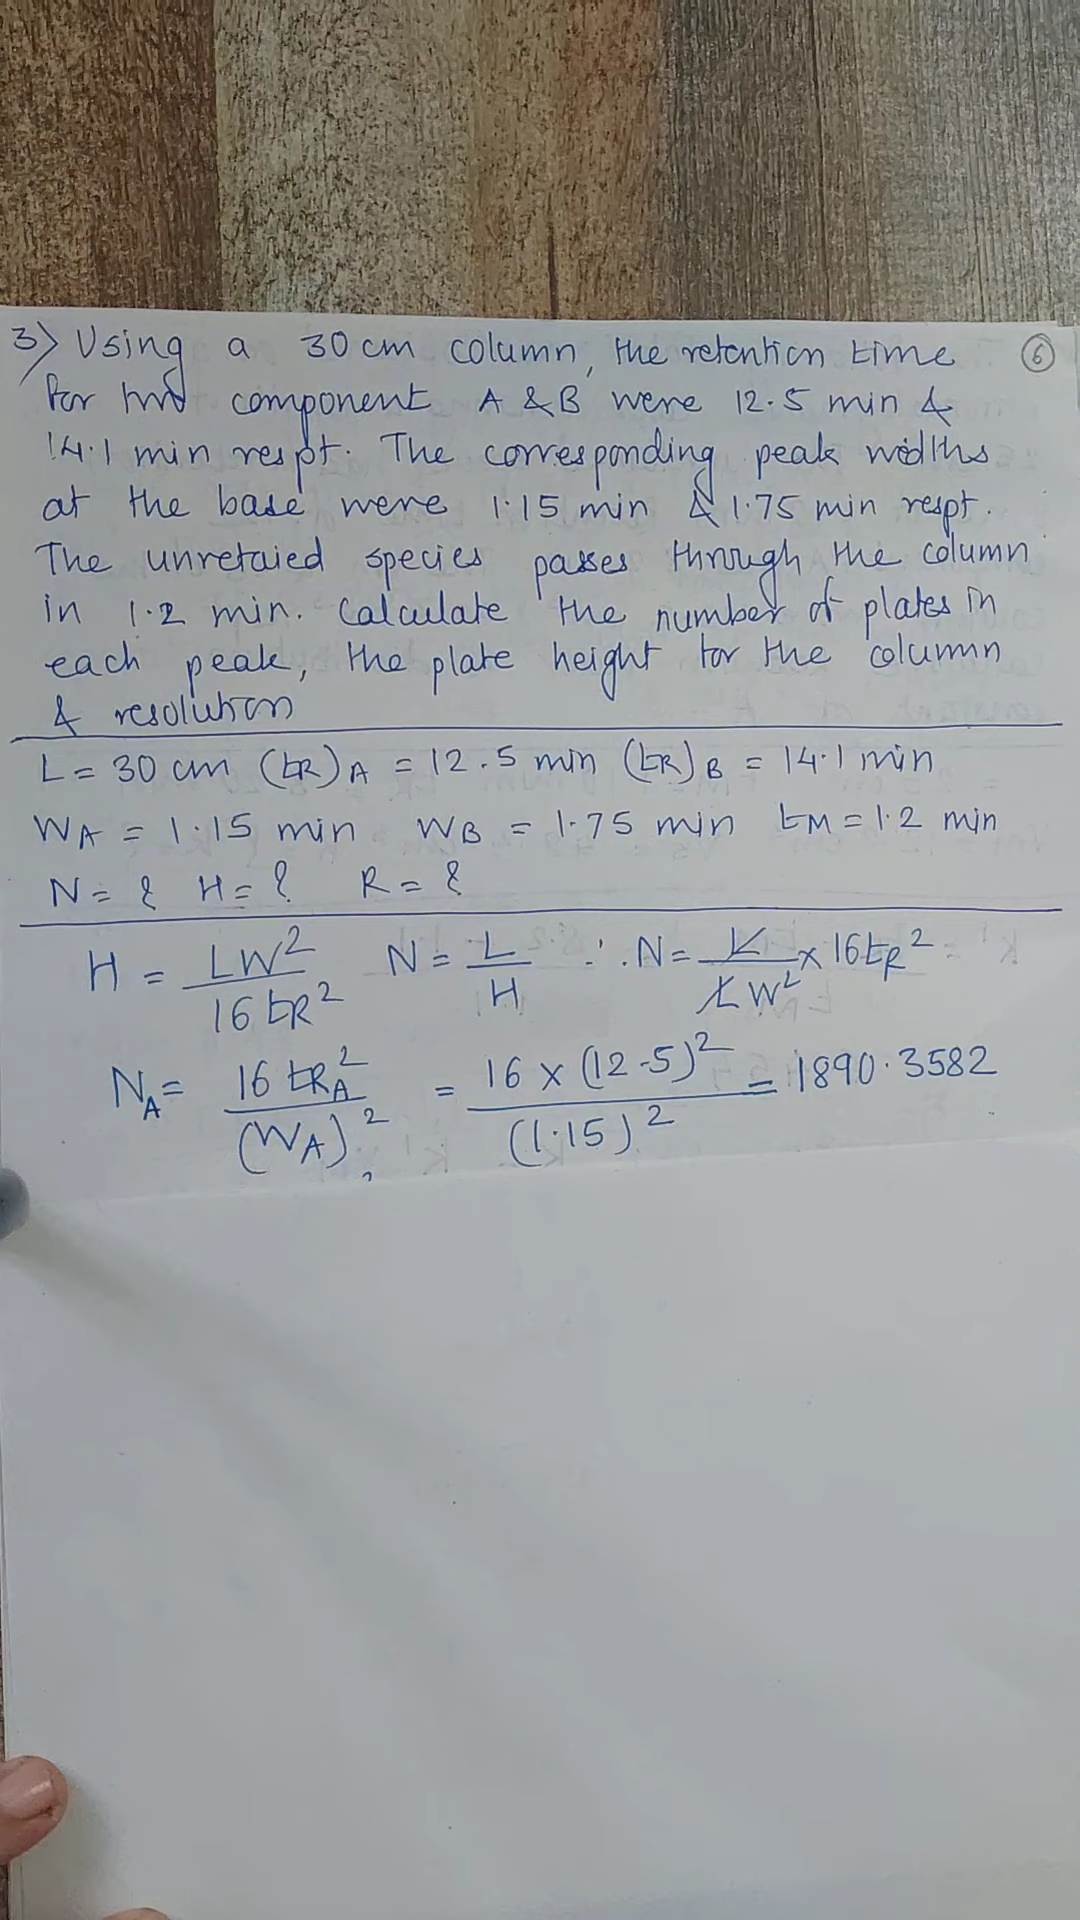 3) Using a 30 cm column, the retention time ⑥
for two component A & B were 12.5 min &
14.1 min respt. The corresponding peak widths
at the base were 1.15 min & 1.75 min respt.
The unretaied species passes through the column
in 1.2 min. Calculate the number of plates in
each peak, the plate height for the column
& resolution
L = 30 cm (tR)A = 12.5 min (tR)B = 14.1 min
WA = 1.15 min WB = 1.75 min tM = 1.2 min
N = ? H = ? R = ?
H = LW²/16 tR² N = L/H ∴ N = L/LW² x 16tR²
NA = 16 tRA²/(WA)² = 16 x (12.5)²/(1.15)² = 1890.3582